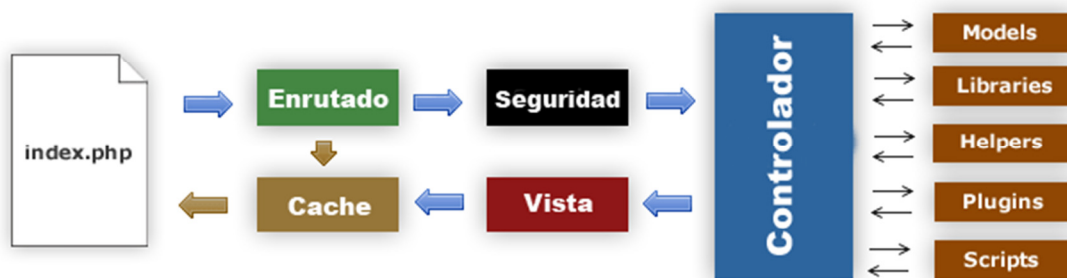 index.php
Enrutado
Seguridad
Cache
Vista
Controlador
Models
Libraries
Helpers
Plugins
Scripts